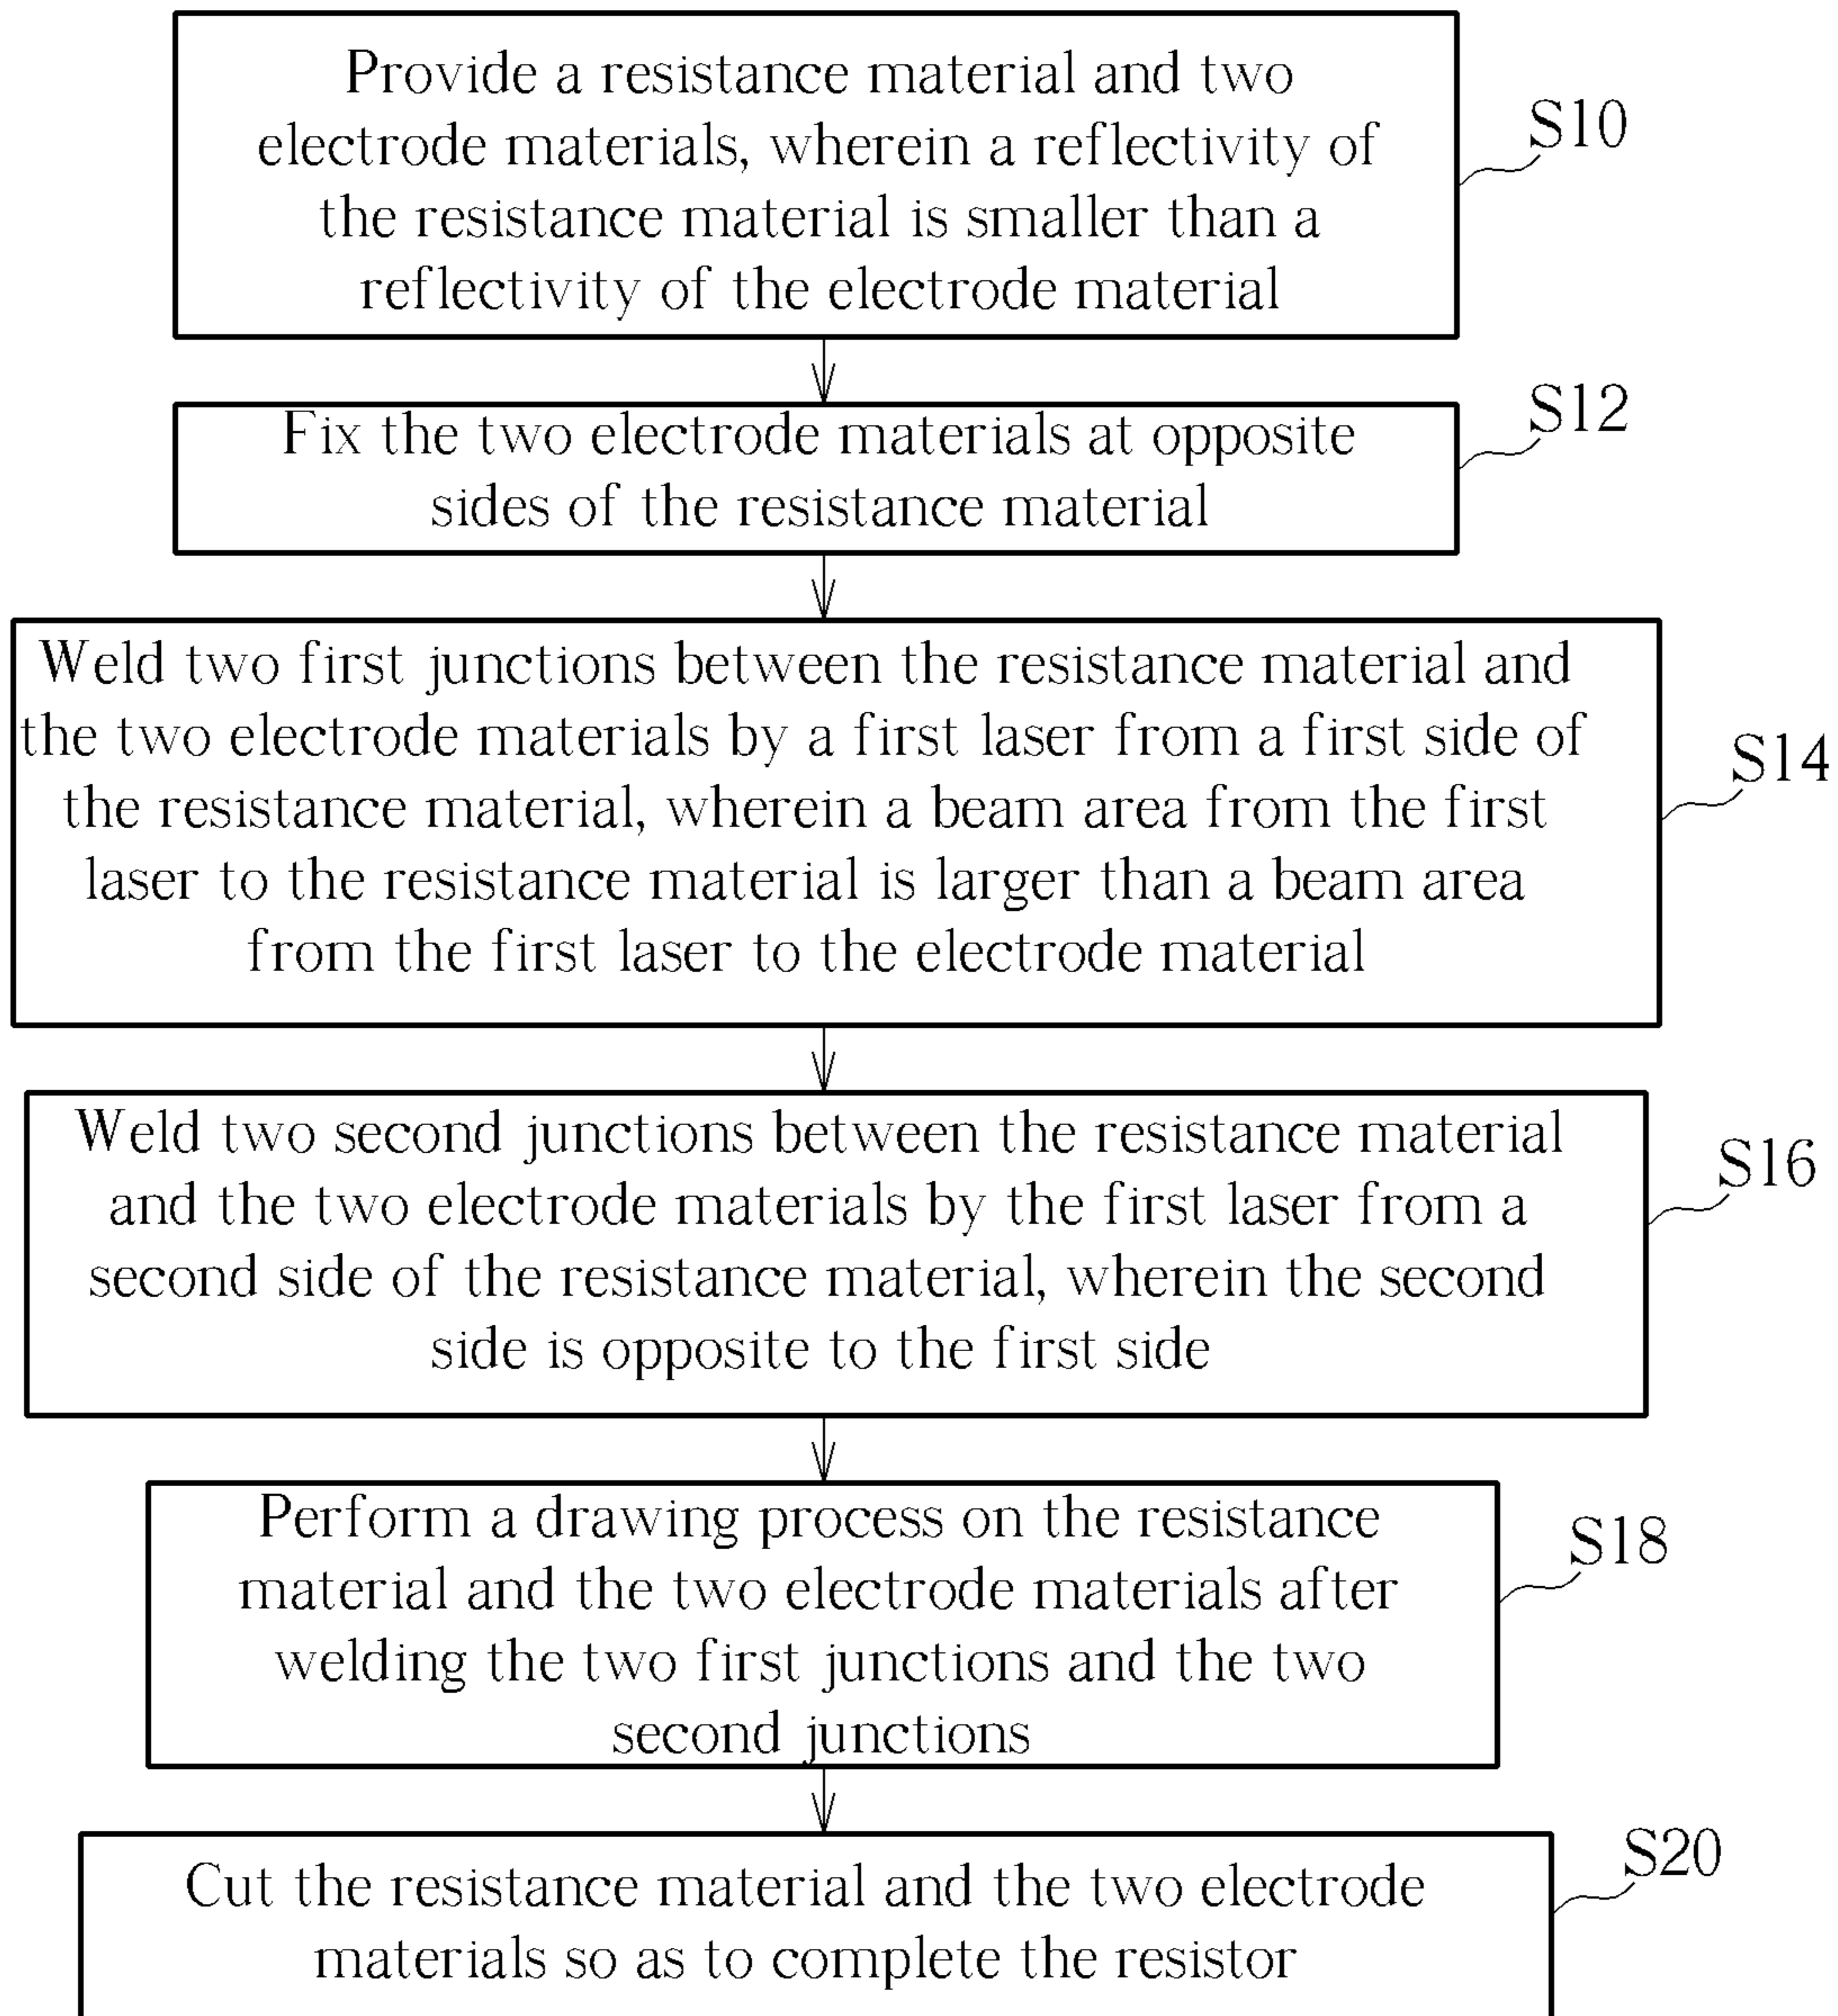 Provide a resistance material and two
electrode materials, wherein a reflectivity of
the resistance material is smaller than a
reflectivity of the electrode material
S10
Fix the two electrode materials at opposite
sides of the resistance material
S12
Weld two first junctions between the resistance material and
the two electrode materials by a first laser from a first side of
the resistance material, wherein a beam area from the first
laser to the resistance material is larger than a beam area
from the first laser to the electrode material
S14
Weld two second junctions between the resistance material
and the two electrode materials by the first laser from a
second side of the resistance material, wherein the second
side is opposite to the first side
S16
Perform a drawing process on the resistance
material and the two electrode materials after
welding the two first junctions and the two
second junctions
S18
Cut the resistance material and the two electrode
materials so as to complete the resistor
S20